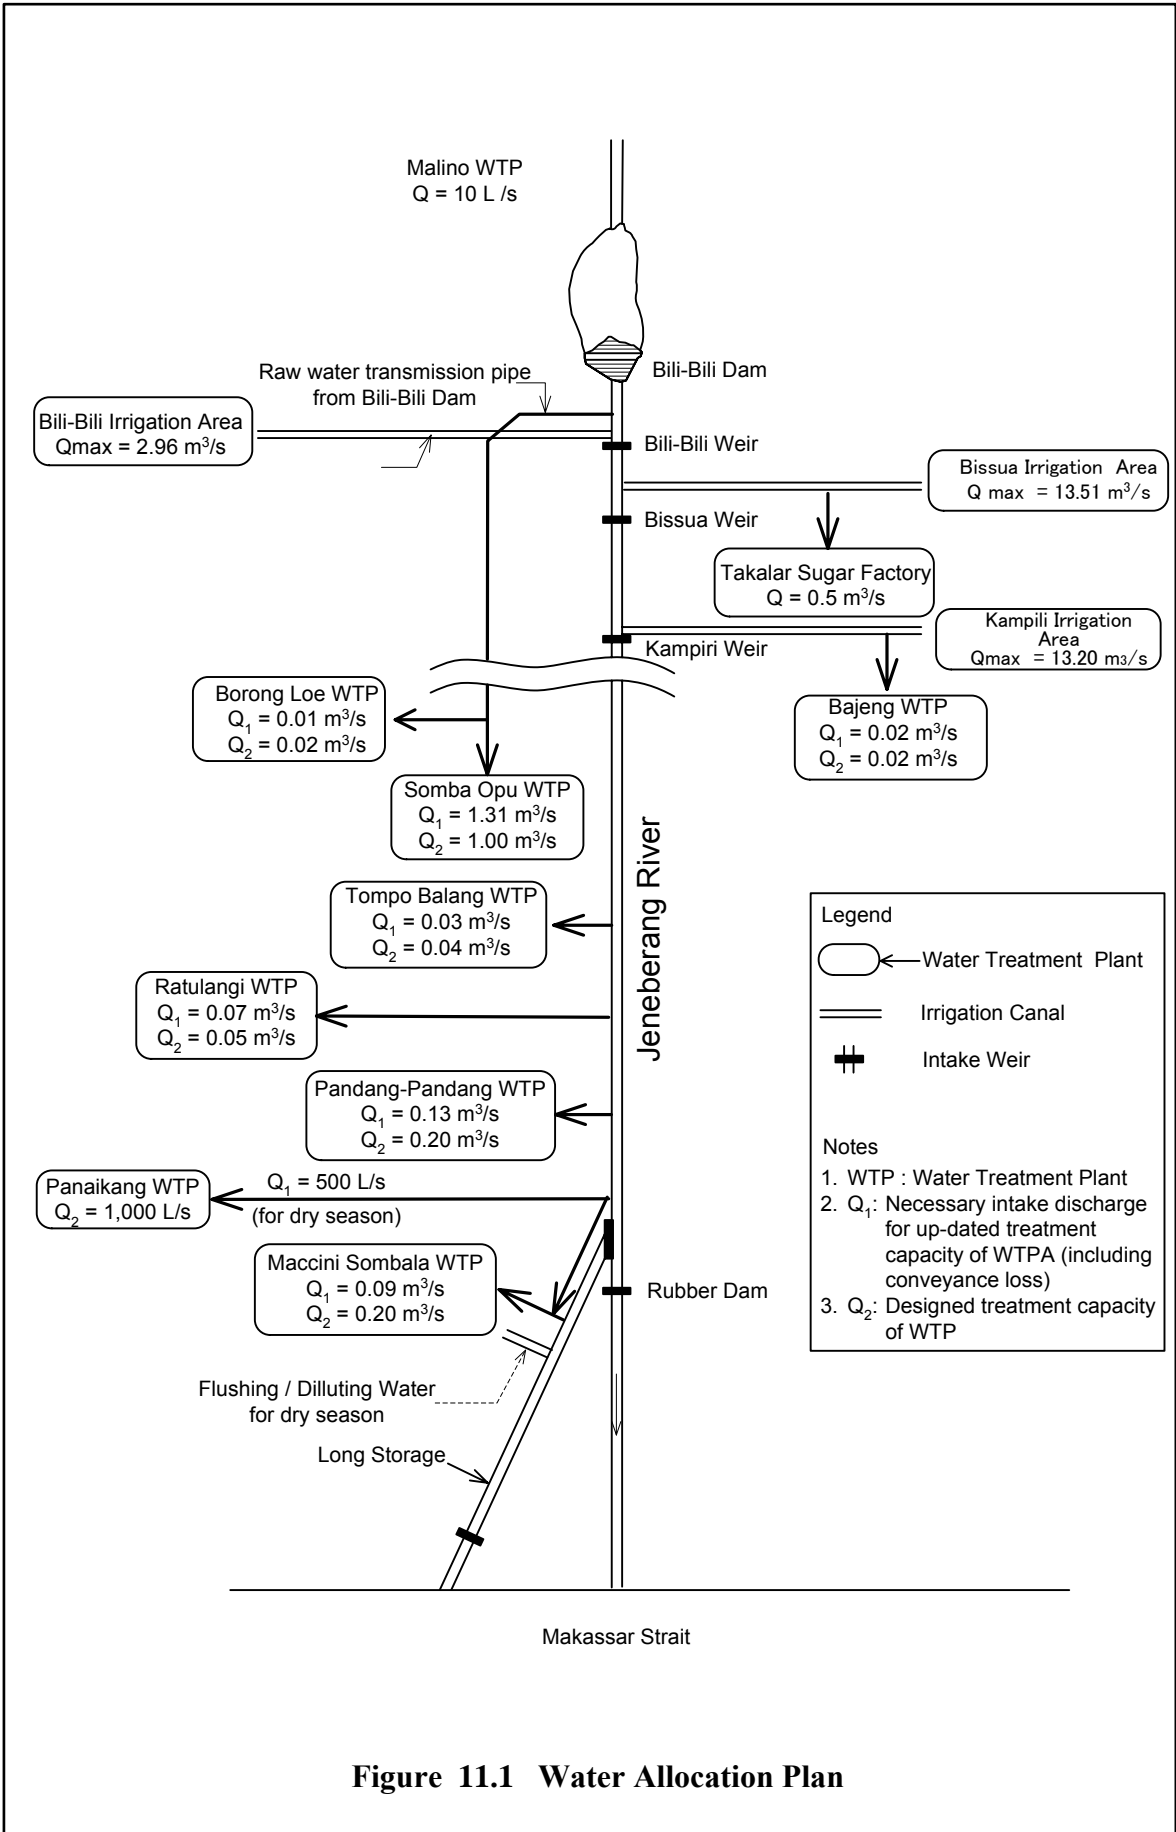 Malino WTP
Q = 10 L /s
Bili-Bili Dam
Raw water transmission pipe
from Bili-Bili Dam
Bili-Bili Irrigation Area
Qmax = 2.96 m³/s
Bili-Bili Weir
Bissua Irrigation Area
Q max = 13.51 m³/s
Bissua Weir
Takalar Sugar Factory
Q = 0.5 m³/s
Kampili Irrigation
Area
Qmax = 13.20 m3/s
Kampiri Weir
Borong Loe WTP
Q₁ = 0.01 m³/s
Q₂ = 0.02 m³/s
Bajeng WTP
Q₁ = 0.02 m³/s
Q₂ = 0.02 m³/s
Somba Opu WTP
Q₁ = 1.31 m³/s
Q₂ = 1.00 m³/s
Jeneberang River
Tompo Balang WTP
Q₁ = 0.03 m³/s
Q₂ = 0.04 m³/s
Ratulangi WTP
Q₁ = 0.07 m³/s
Q₂ = 0.05 m³/s
Pandang-Pandang WTP
Q₁ = 0.13 m³/s
Q₂ = 0.20 m³/s
Panaikang WTP
Q₂ = 1,000 L/s
Q₁ = 500 L/s
(for dry season)
Maccini Sombala WTP
Q₁ = 0.09 m³/s
Q₂ = 0.20 m³/s
Rubber Dam
Flushing / Dilluting Water
for dry season
Long Storage
Legend
Water Treatment Plant
Irrigation Canal
Intake Weir
Notes
1. WTP : Water Treatment Plant
2. Q₁: Necessary intake discharge
for up-dated treatment
capacity of WTPA (including
conveyance loss)
3. Q₂: Designed treatment capacity
of WTP
Makassar Strait
Figure 11.1 Water Allocation Plan